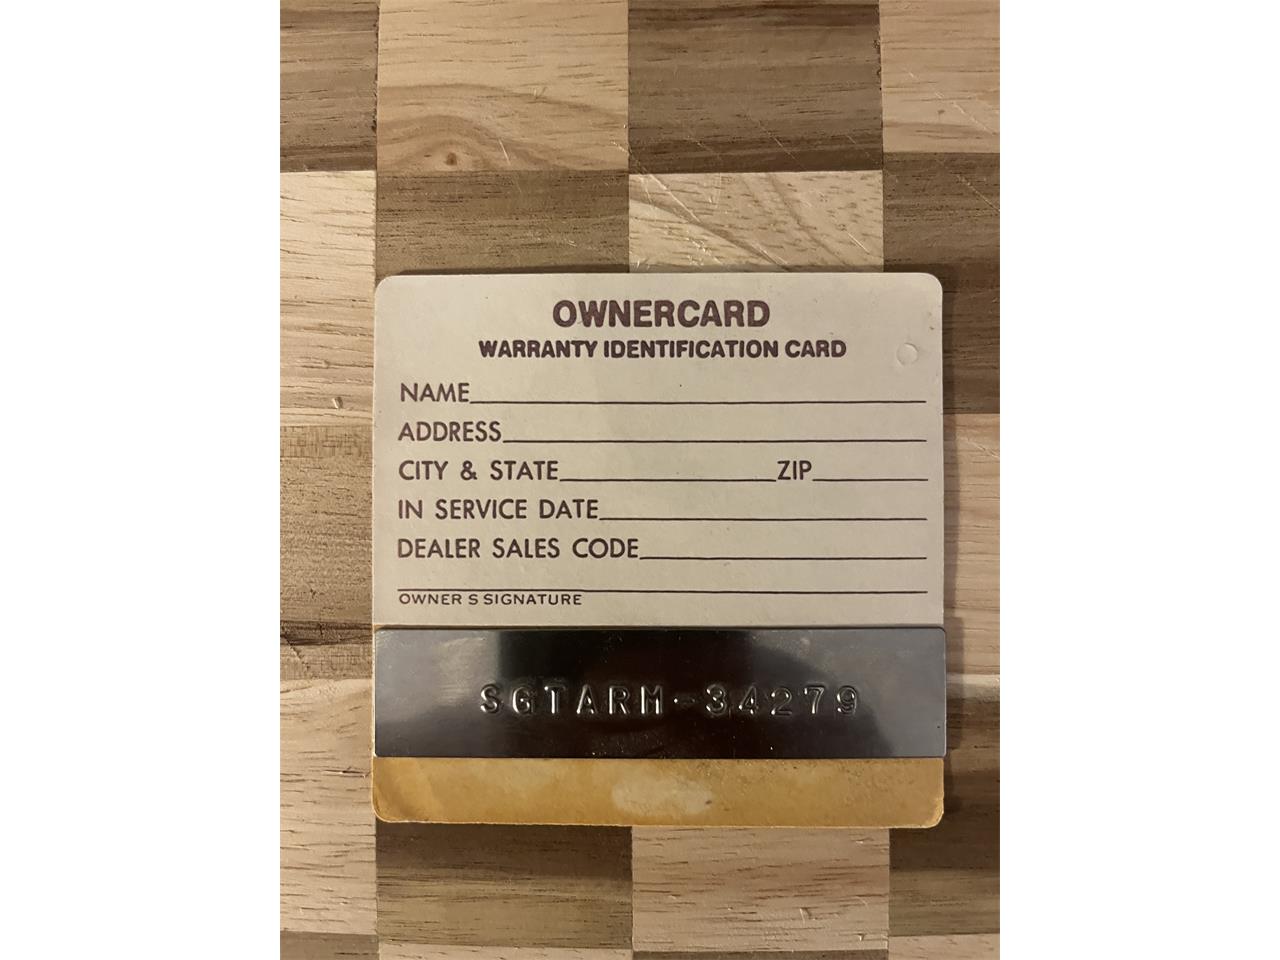 OWNERCARD
WARRANTY IDENTIFICATION CARD
NAME
ADDRESS
CITY & STATE ZIP
IN SERVICE DATE
DEALER SALES CODE
OWNER S SIGNATURE
SGTARM-34279